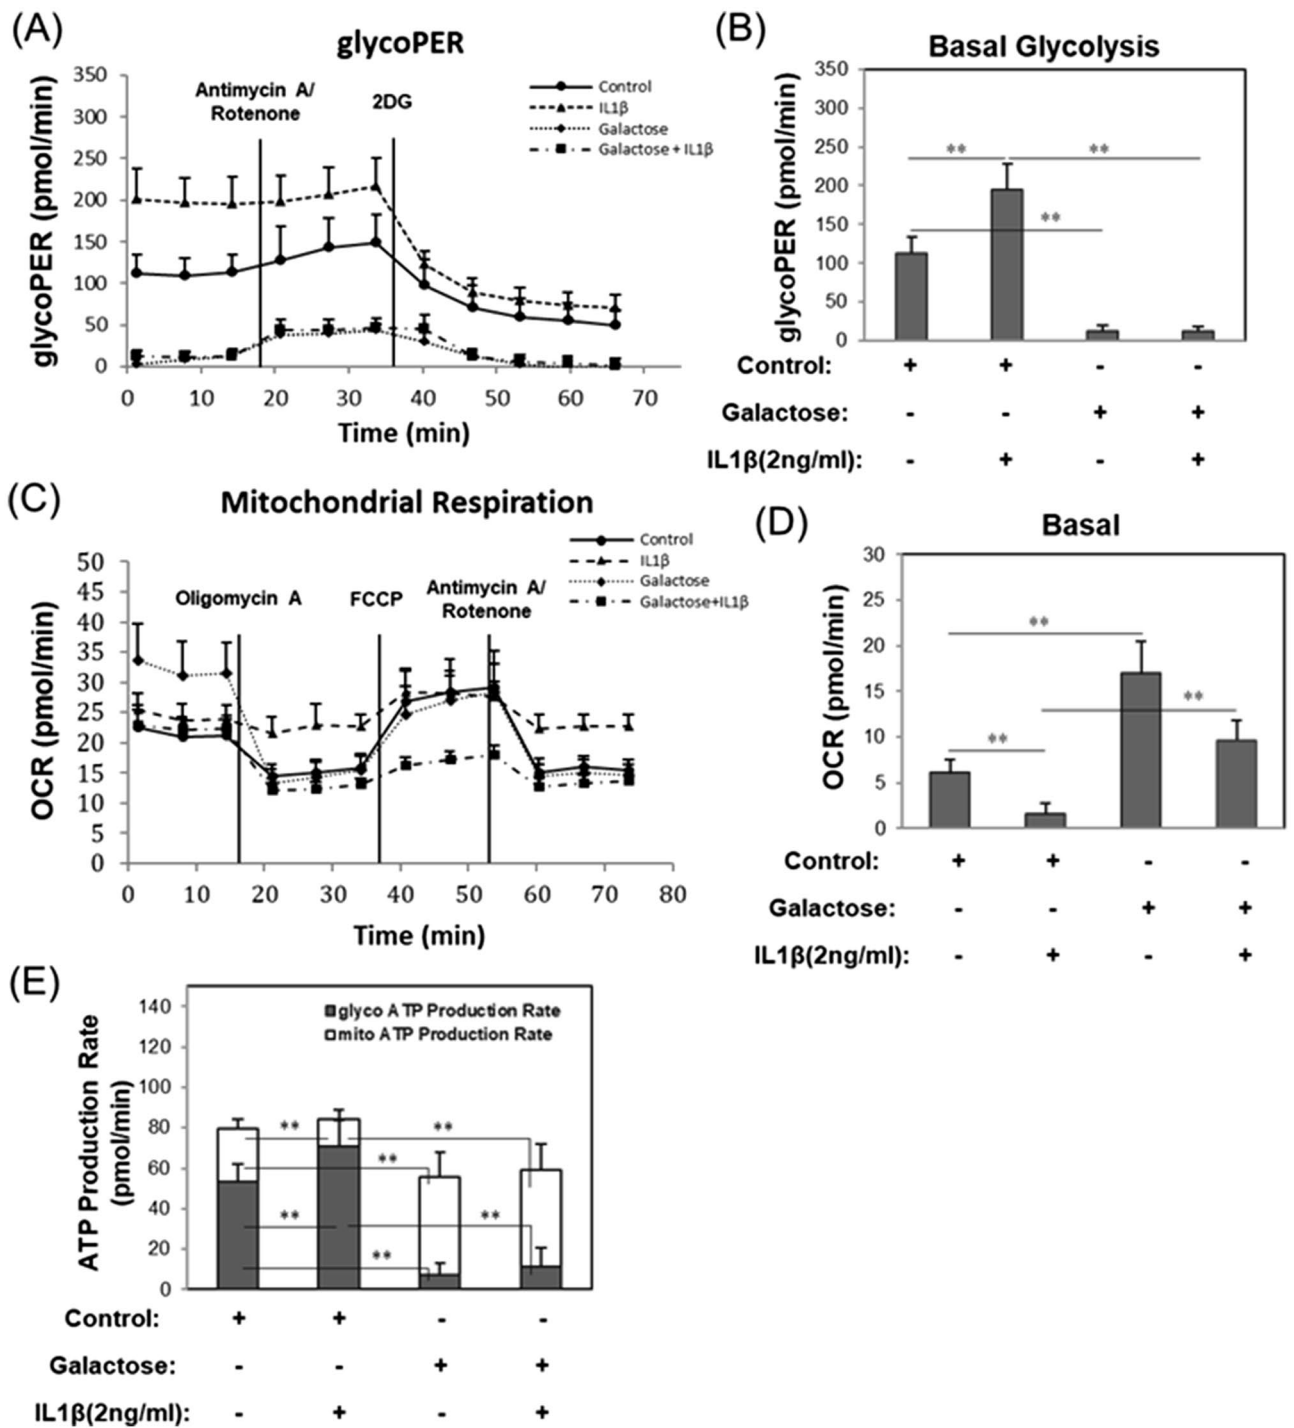 (A)
glycoPER
glycoPER (pmol/min)
350
300
250
200
150
100
50
0
Antimycin A/
Rotenone
2DG
Control
IL1β
Galactose
Galactose + IL1β
0 10 20 30 40 50 60 70
Time (min)
(B)
Basal Glycolysis
glycoPER (pmol/min)
350
300
250
200
150
100
50
0
** **
**
Control: + + - -
Galactose: - - + +
IL1β(2ng/ml): - + - +
(C)
Mitochondrial Respiration
OCR (pmol/min)
50
45
40
35
30
25
20
15
10
5
0
Oligomycin A
FCCP
Antimycin A/
Rotenone
Control
IL1β
Galactose
Galactose+IL1β
0 10 20 30 40 50 60 70 80
Time (min)
(D)
Basal
OCR (pmol/min)
30
25
20
15
10
5
0
**
**
**
Control: + + - -
Galactose: - - + +
IL1β(2ng/ml): - + - +
(E)
ATP Production Rate
(pmol/min)
140
120
100
80
60
40
20
0
glyco ATP Production Rate
mito ATP Production Rate
** **
**
** **
**
Control: + + - -
Galactose: - - + +
IL1β(2ng/ml): - + - +